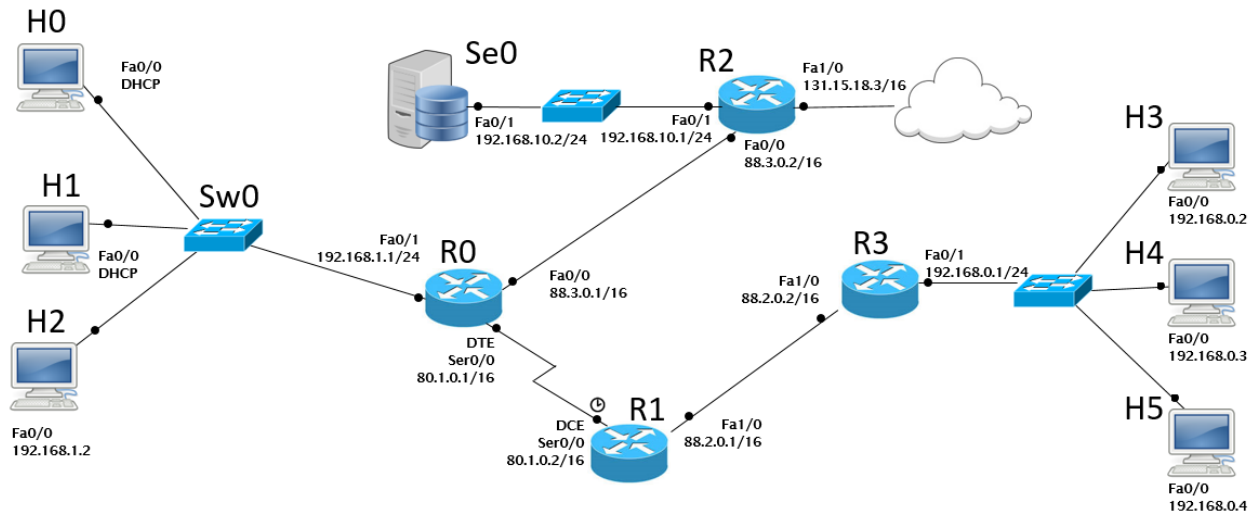 H0
Fa0/0
DHCP
H1
Fa0/0
DHCP
H2
Fa0/0
192.168.1.2
Sw0
Fa0/1
192.168.1.1/24
R0
Fa0/0
88.3.0.1/16
DTE
Ser0/0
80.1.0.1/16
Se0
Fa0/1
192.168.10.2/24
R2
Fa0/1
192.168.10.1/24
Fa1/0
131.15.18.3/16
Fa0/0
88.3.0.2/16
R1
DCE
Ser0/0
80.1.0.2/16
Fa1/0
88.2.0.1/16
R3
Fa1/0
88.2.0.2/16
Fa0/1
192.168.0.1/24
H3
Fa0/0
192.168.0.2
H4
Fa0/0
192.168.0.3
H5
Fa0/0
192.168.0.4